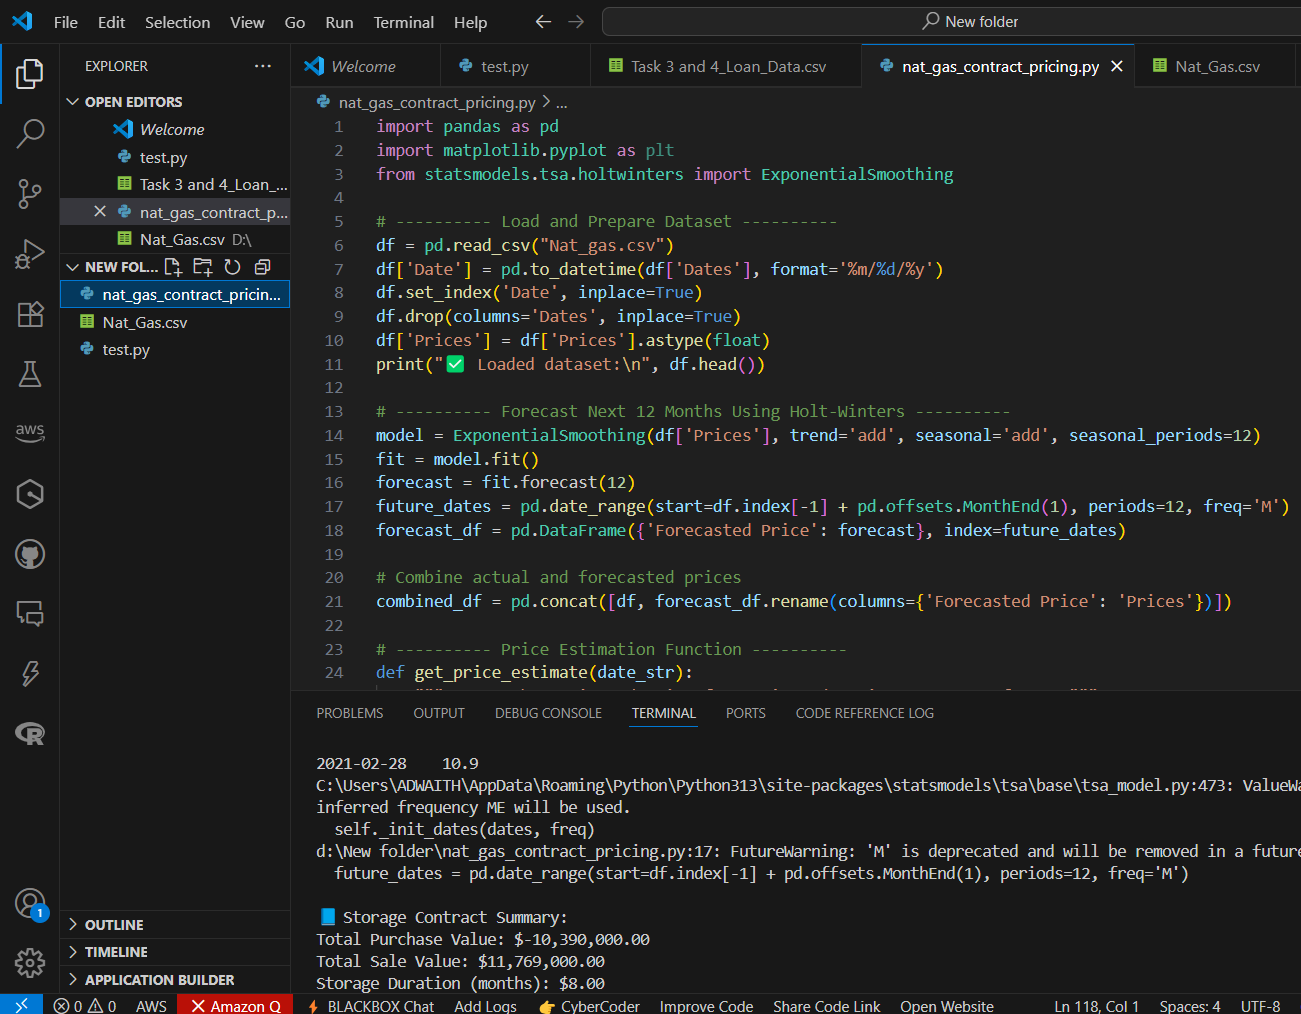 File Edit Selection View Go Run Terminal Help New folder
EXPLORER
OPEN EDITORS
Welcome
test.py
Task 3 and 4_Loan_...
nat_gas_contract_p...
Nat_Gas.csv D:\
NEW FOL...
nat_gas_contract_pricin...
Nat_Gas.csv
test.py
aws
1
OUTLINE
TIMELINE
APPLICATION BUILDER
Welcome test.py Task 3 and 4_Loan_Data.csv nat_gas_contract_pricing.py Nat_Gas.csv
nat_gas_contract_pricing.py > ...
1 import pandas as pd
2 import matplotlib.pyplot as plt
3 from statsmodels.tsa.holtwinters import ExponentialSmoothing
4
5 # ---------- Load and Prepare Dataset ----------
6 df = pd.read_csv("Nat_gas.csv")
7 df['Date'] = pd.to_datetime(df['Dates'], format='%m/%d/%y')
8 df.set_index('Date', inplace=True)
9 df.drop(columns='Dates', inplace=True)
10 df['Prices'] = df['Prices'].astype(float)
11 print("✅ Loaded dataset:\n", df.head())
12
13 # ---------- Forecast Next 12 Months Using Holt-Winters ----------
14 model = ExponentialSmoothing(df['Prices'], trend='add', seasonal='add', seasonal_periods=12)
15 fit = model.fit()
16 forecast = fit.forecast(12)
17 future_dates = pd.date_range(start=df.index[-1] + pd.offsets.MonthEnd(1), periods=12, freq='M')
18 forecast_df = pd.DataFrame({'Forecasted Price': forecast}, index=future_dates)
19
20 # Combine actual and forecasted prices
21 combined_df = pd.concat([df, forecast_df.rename(columns={'Forecasted Price': 'Prices'})])
22
23 # ---------- Price Estimation Function ----------
24 def get_price_estimate(date_str):
PROBLEMS OUTPUT DEBUG CONSOLE TERMINAL PORTS CODE REFERENCE LOG
2021-02-28 10.9
C:\Users\ADWAITH\AppData\Roaming\Python\Python313\site-packages\statsmodels\tsa\base\tsa_model.py:473: ValueWa
inferred frequency ME will be used.
self._init_dates(dates, freq)
d:\New folder\nat_gas_contract_pricing.py:17: FutureWarning: 'M' is deprecated and will be removed in a future
future_dates = pd.date_range(start=df.index[-1] + pd.offsets.MonthEnd(1), periods=12, freq='M')
📘 Storage Contract Summary:
Total Purchase Value: $-10,390,000.00
Total Sale Value: $11,769,000.00
Storage Duration (months): $8.00
0 0 AWS Amazon Q BLACKBOX Chat Add Logs 👉 CyberCoder Improve Code Share Code Link Open Website Ln 118, Col 1 Spaces: 4 UTF-8